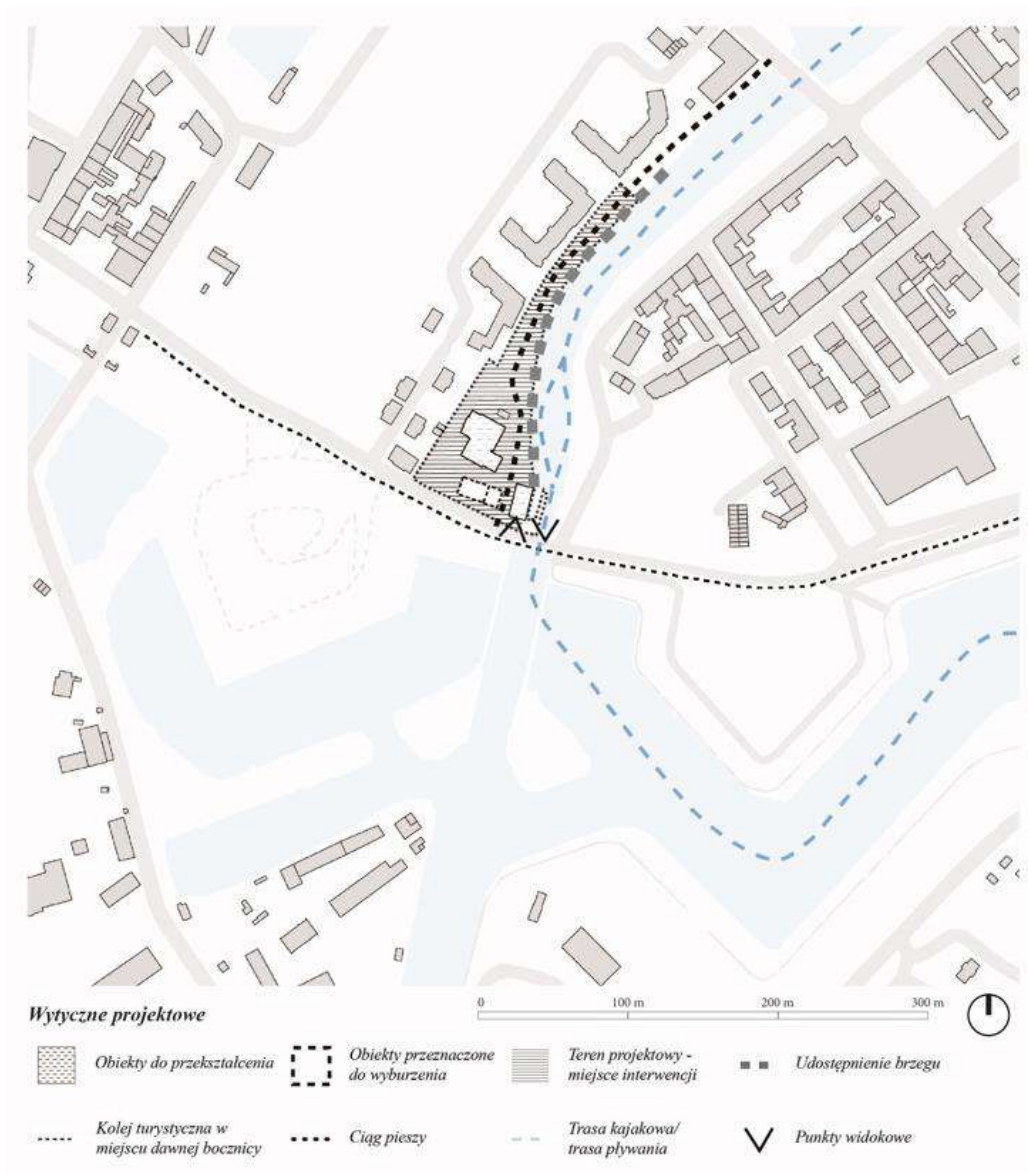 Wytyczne projektowe
0 100 m 200 m 300 m
Obiekty do przekształcenia
Obiekty przeznaczone
do wyburzenia
Teren projektowy -
miejsce interwencji
Udostępnienie brzegu
Kolej turystyczna w
miejscu dawnej bocznicy
Ciąg pieszy
Trasa kajakowa/
trasa pływania
Punkty widokowe